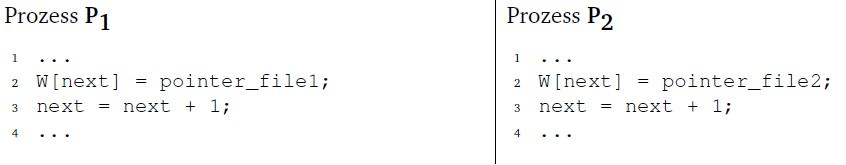 Prozess P1
1 ...
2 W[next] = pointer_file1;
3 next = next + 1;
4 ...
Prozess P2
1 ...
2 W[next] = pointer_file2;
3 next = next + 1;
4 ...